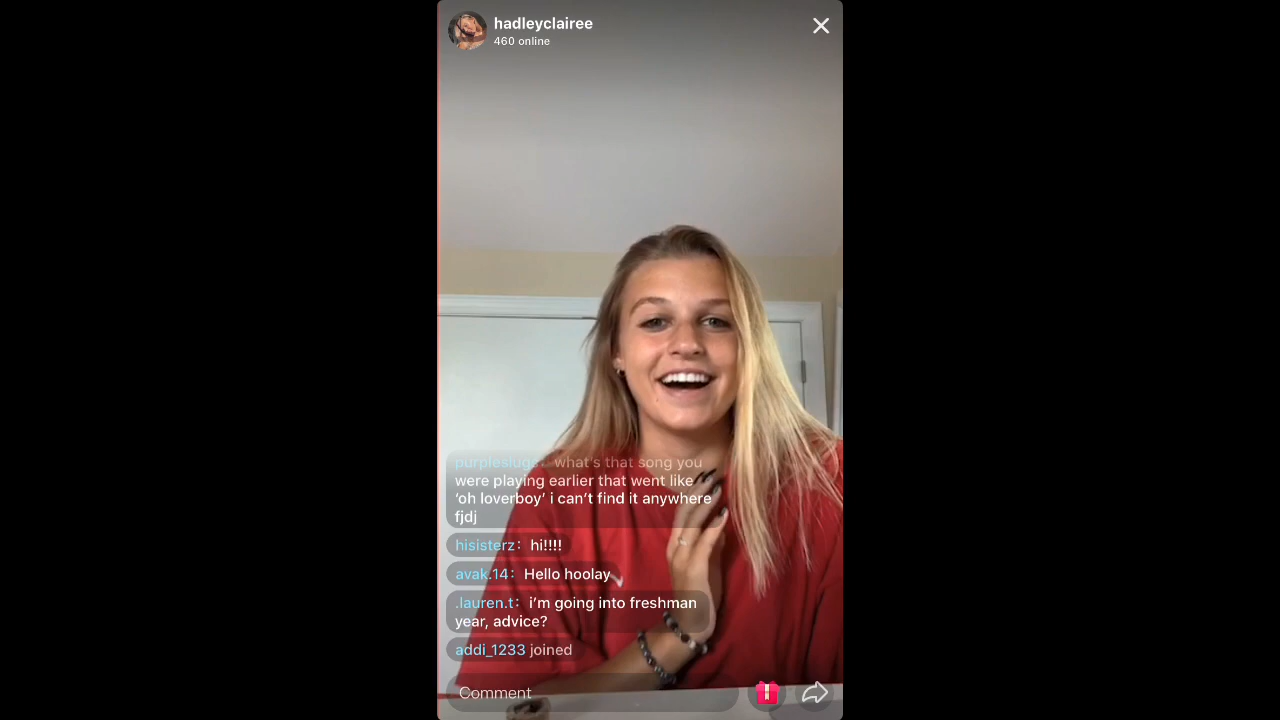 hadleyclairee
460 online
purpleslugs: what's that song you
were playing earlier that went like
‘oh loverboy’ i can’t find it anywhere
fjdj
hisisterz: hi!!!!
avak.14: Hello hoolay
.lauren.t: i’m going into freshman
year, advice?
addi_1233 joined
Comment